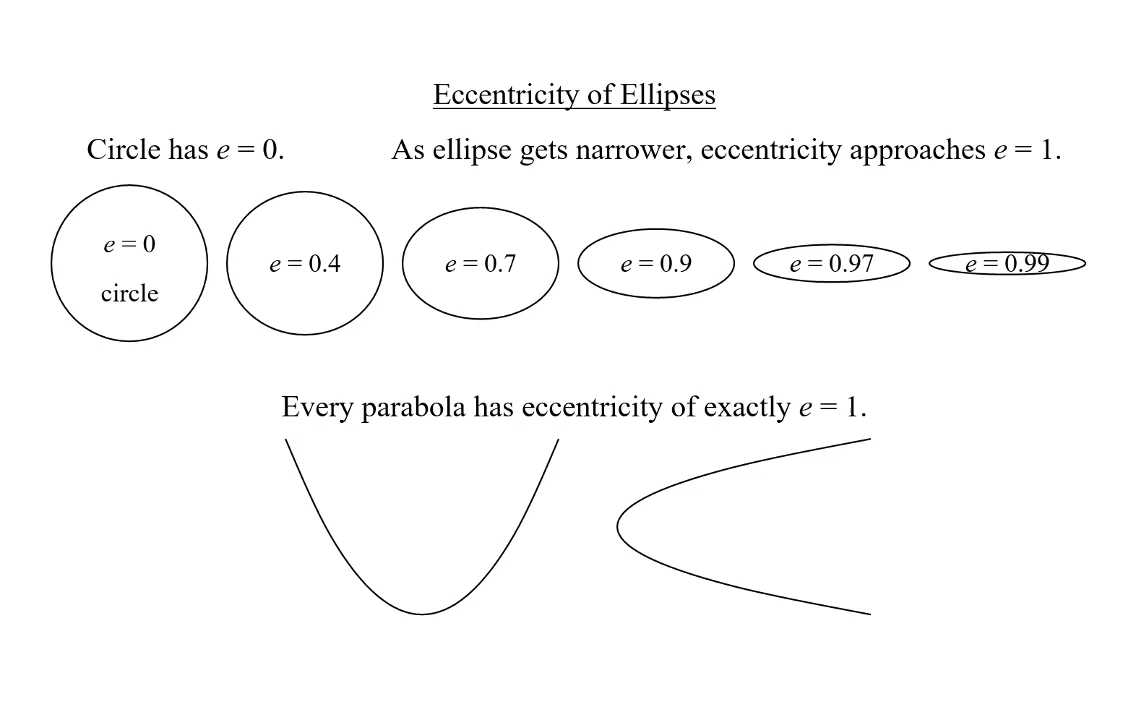 Eccentricity of Ellipses
Circle has e = 0.
As ellipse gets narrower, eccentricity approaches e = 1.
e = 0
circle
e = 0.4
e = 0.7
e = 0.9
e = 0.97
e = 0.99
Every parabola has eccentricity of exactly e = 1.